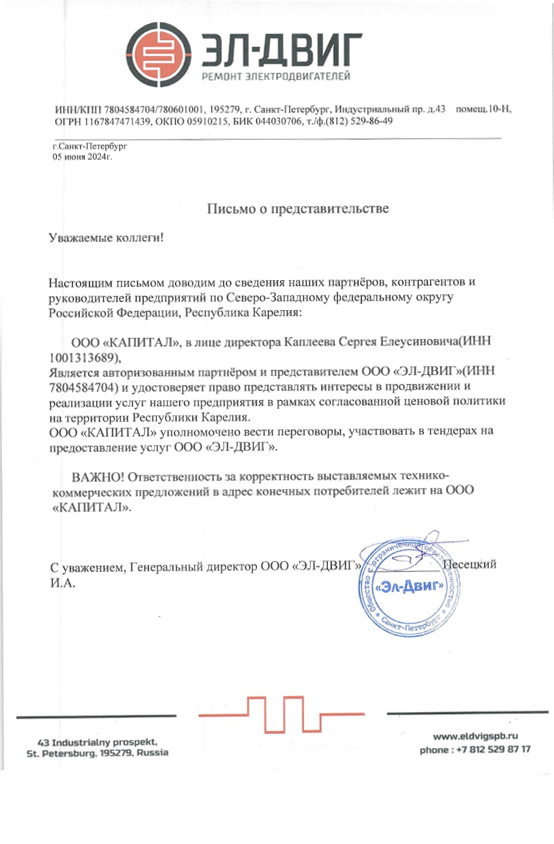 ЭЛ-ДВИГ
РЕМОНТ ЭЛЕКТРОДВИГАТЕЛЕЙ
ИНН/КПП 7804584704/780601001, 195279, г. Санкт-Петербург, Индустриальный пр. д.43 помещ.10-Н,
ОГРН 1167847471439, ОКПО 05910215, БИК 044030706, т./ф.(812) 529-86-49
г.Санкт-Петербург
05 июня 2024г.
Письмо о представительстве
Уважаемые коллеги!
Настоящим письмом доводим до сведения наших партнёров, контрагентов и
руководителей предприятий по Северо-Западному федеральному округу
Российской Федерации, Республика Карелия:
ООО «КАПИТАЛ», в лице директора Каплеева Сергея Елеусиновича(ИНН
1001313689),
Является авторизованным партнёром и представителем ООО «ЭЛ-ДВИГ»(ИНН
7804584704) и удостоверяет право представлять интересы в продвижении и
реализации услуг нашего предприятия в рамках согласованной ценовой политики
на территории Республики Карелия.
ООО «КАПИТАЛ» уполномочено вести переговоры, участвовать в тендерах на
предоставление услуг ООО «ЭЛ-ДВИГ».
ВАЖНО! Ответственность за корректность выставляемых технико-
коммерческих предложений в адрес конечных потребителей лежит на ООО
«КАПИТАЛ».
С уважением, Генеральный директор ООО «ЭЛ-ДВИГ» Песецкий
И.А.
Общество с ограниченной ответственностью
«Эл-Двиг»
* Санкт-Петербург *
43 Industrialny prospekt,
St. Petersburg, 195279, Russia
www.eldvigspb.ru
phone : +7 812 529 87 17